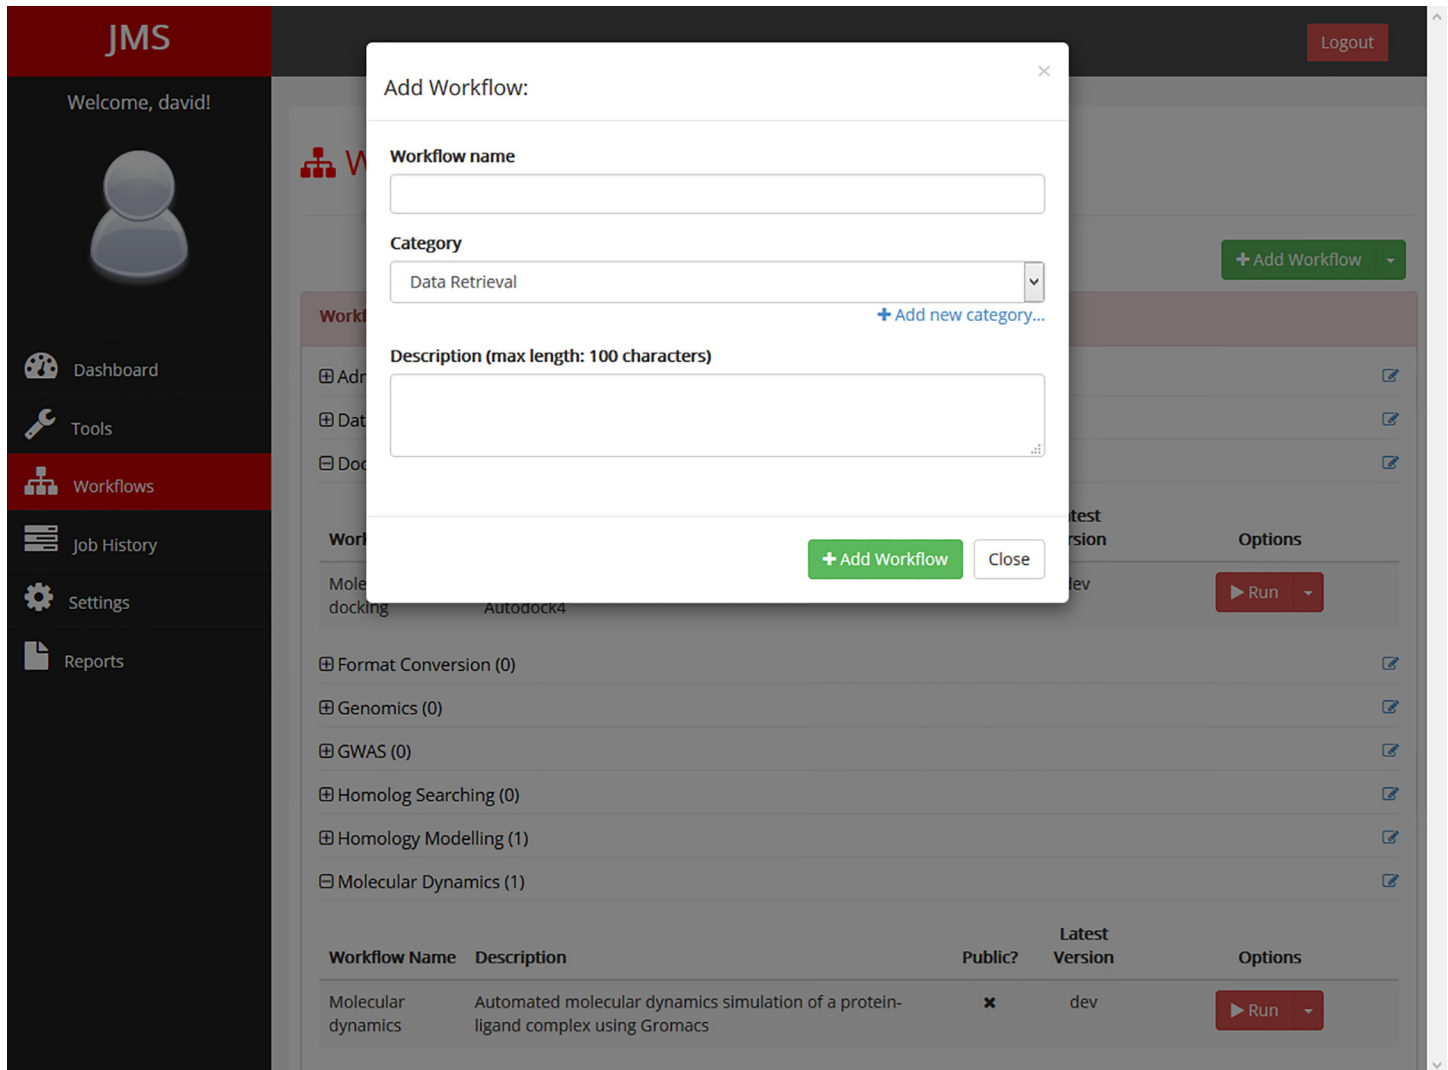 JMS
Logout
Welcome, david!
Dashboard
Tools
Workflows
Job History
Settings
Reports
Add Workflow:
×
Workflow name
Category
Data Retrieval
Add new category...
Description (max length: 100 characters)
Add Workflow
Close
Add Workflow
Options
docking
Autodock4
dev
Run
Format Conversion (0)
Genomics (0)
GWAS (0)
Homolog Searching (0)
Homology Modelling (1)
Molecular Dynamics (1)
Workflow Name Description Public? Latest Version Options
Molecular dynamics
Automated molecular dynamics simulation of a protein-
ligand complex using Gromacs
dev
Run